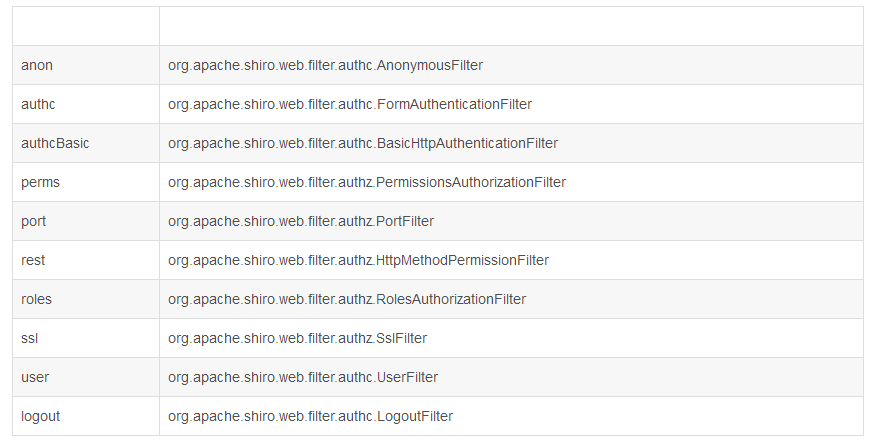 anon org.apache.shiro.web.filter.authc.AnonymousFilter
authc org.apache.shiro.web.filter.authc.FormAuthenticationFilter
authcBasic org.apache.shiro.web.filter.authc.BasicHttpAuthenticationFilter
perms org.apache.shiro.web.filter.authz.PermissionsAuthorizationFilter
port org.apache.shiro.web.filter.authz.PortFilter
rest org.apache.shiro.web.filter.authz.HttpMethodPermissionFilter
roles org.apache.shiro.web.filter.authz.RolesAuthorizationFilter
ssl org.apache.shiro.web.filter.authz.SslFilter
user org.apache.shiro.web.filter.authc.UserFilter
logout org.apache.shiro.web.filter.authc.LogoutFilter